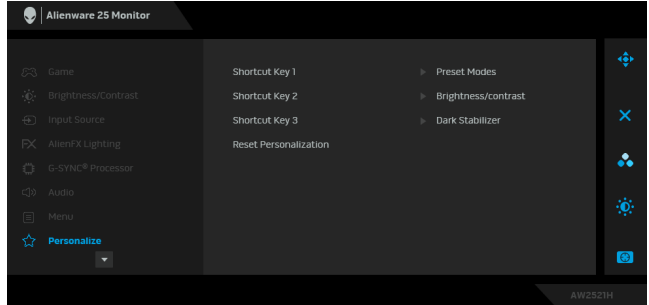 Alienware 25 Monitor
Game
Brightness/Contrast
Input Source
AlienFX Lighting
G-SYNC® Processor
Audio
Menu
Personalize
Shortcut Key 1 Preset Modes
Shortcut Key 2 Brightness/contrast
Shortcut Key 3 Dark Stabilizer
Reset Personalization
AW2521H